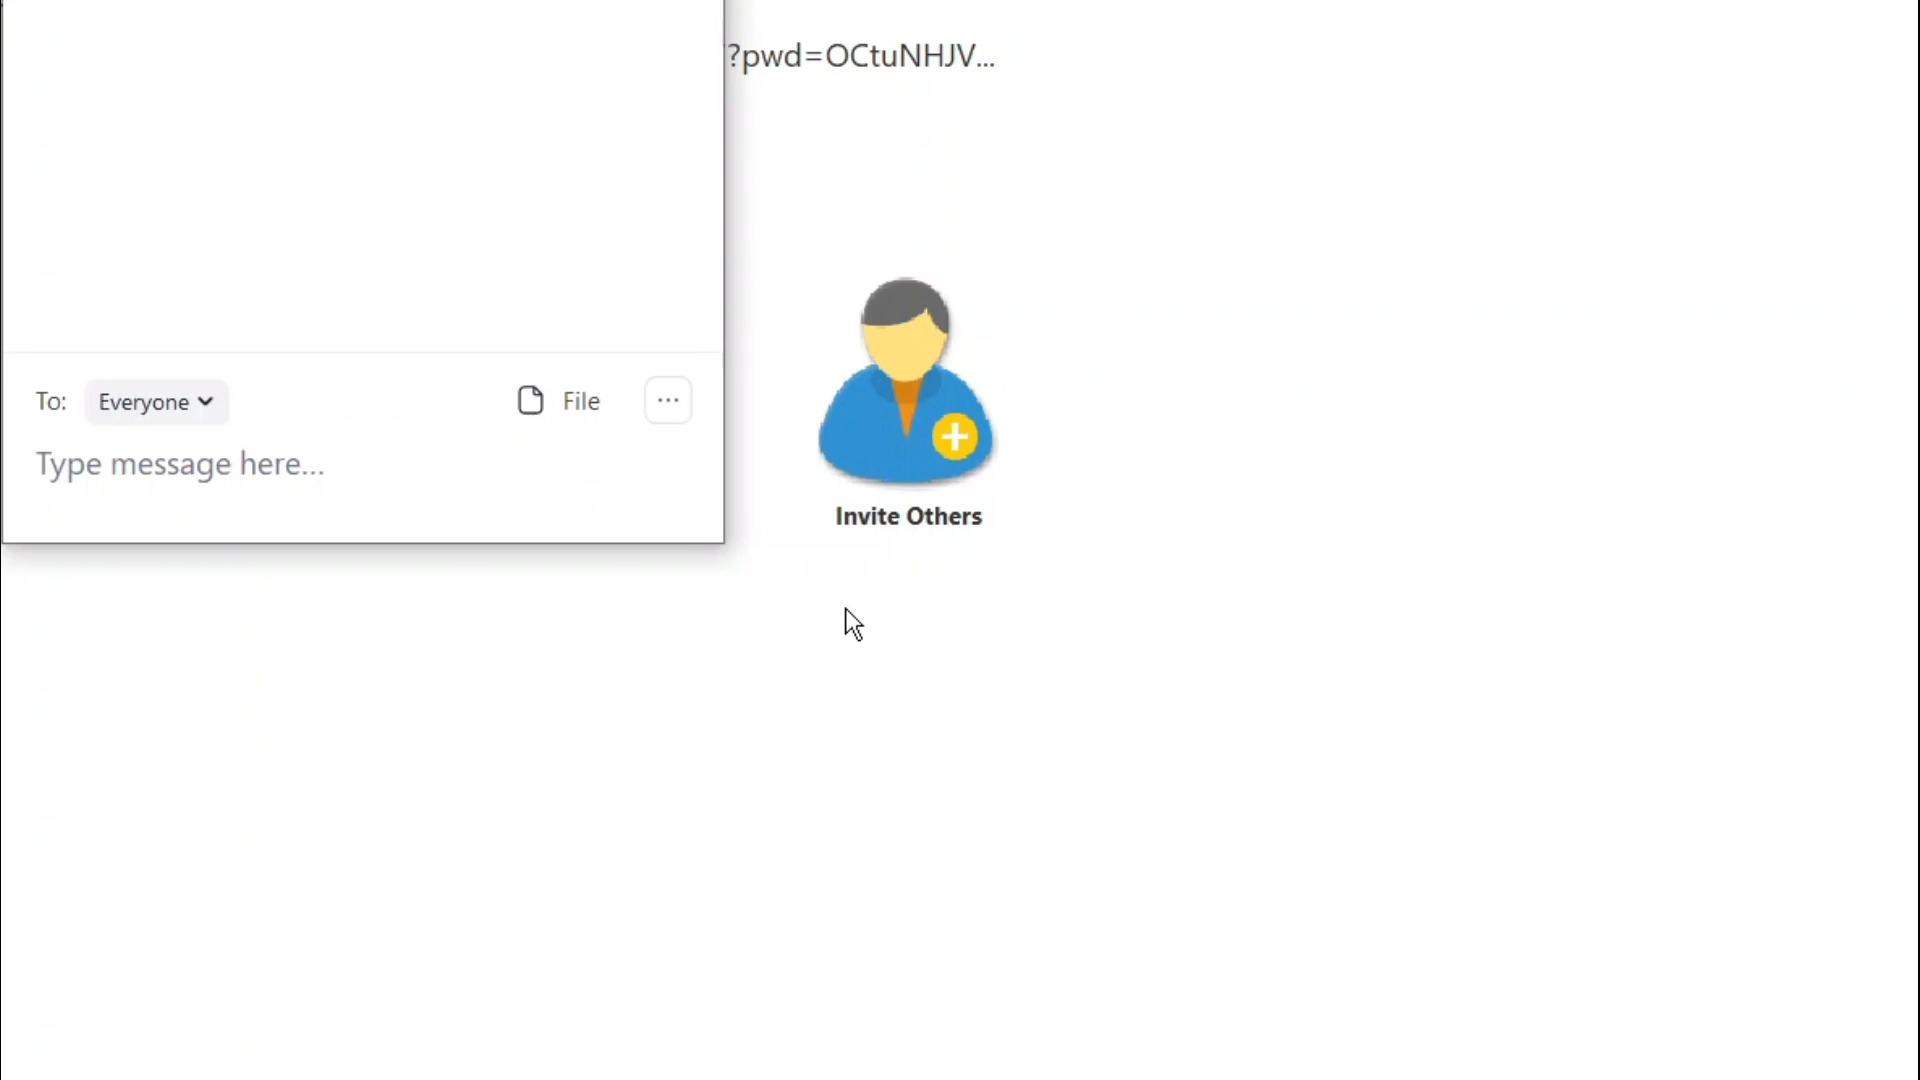 ?pwd=OCtuNHJV...
To: Everyone File ...
Type message here...
Invite Others